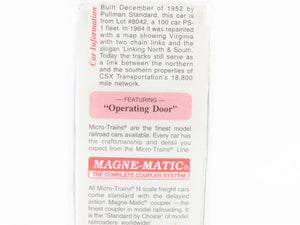 Car Information
Built December of 1952 by
Pullman Standard, this car is
from Lot #8042, a 100 car PS-
1 fleet. In 1964 it was repainted
with a map showing Virginia
with two chain links and the
slogan 'Linking North & South.
Today the tracks still serve as
a link between the northern
and the southern properties of
CSX Transportation's 18,800
mile network.
— FEATURING —
"Operating Door"
Micro-Trains® are the finest model
railroad cars available. Every car has
the craftsmanship and detail you
expect from the Micro-Trains® Line
MAGNE-MATIC®
THE COMPLETE COUPLER SYSTEM
All Micro-Trains® N scale freight cars
come standard with the delayed
action Magne-Matic® coupler — the
finest coupler in model railroading. It
is the "Standard by Choice" of model
railroaders worldwide!